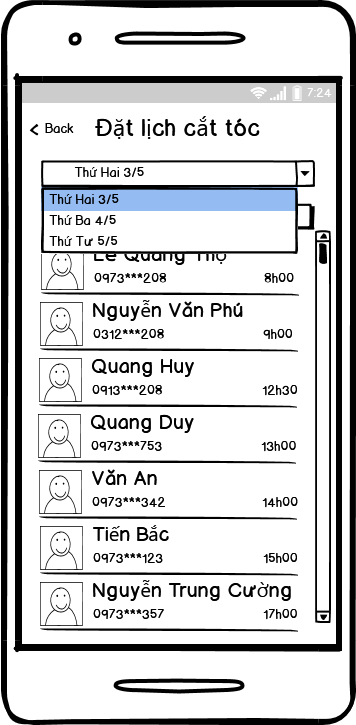 7:24
Back
Đặt lịch cắt tóc
Thứ Hai 3/5
Thứ Hai 3/5
Thứ Ba 4/5
Thứ Tư 5/5
Lê Quang Thọ
0973***208 8h00
Nguyễn Văn Phú
0312***208 9h00
Quang Huy
0913***208 12h30
Quang Duy
0973***753 13h00
Văn An
0973***342 14h00
Tiến Bắc
0973***123 15h00
Nguyễn Trung Cường
0973***357 17h00